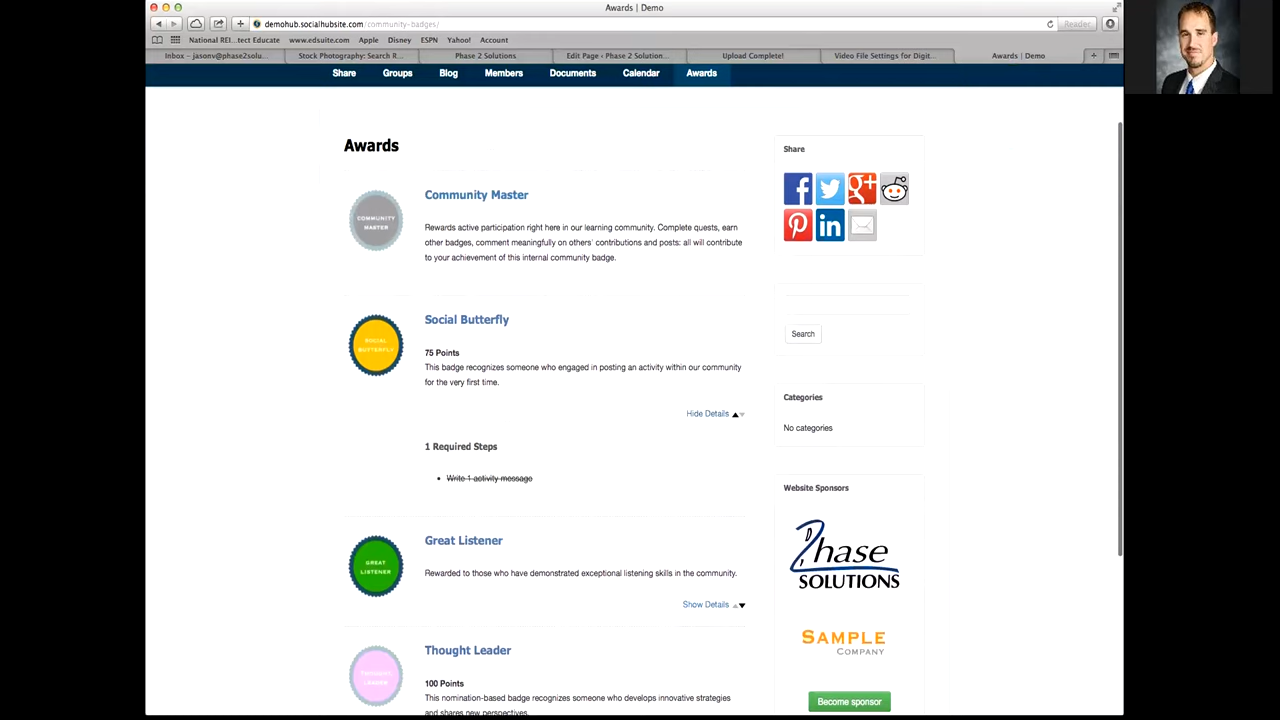 Awards | Demo
demohub.socialhubsite.com/community-badges/
Reader
National REI...tect Educate www.edsuite.com Apple Disney ESPN Yahoo! Account
Inbox – jasonv@phase2solu... Stock Photography: Search R... Phase 2 Solutions Edit Page ‹ Phase 2 Solution... Upload Complete! Video File Settings for Digit... Awards | Demo
Share Groups Blog Members Documents Calendar Awards
Awards
COMMUNITY
MASTER
Community Master
Rewards active participation right here in our learning community. Complete quests, earn
other badges, comment meaningfully on others' contributions and posts: all will contribute
to your achievement of this internal community badge.
SOCIAL
BUTTERFLY
Social Butterfly
75 Points
This badge recognizes someone who engaged in posting an activity within our community
for the very first time.
Hide Details
1 Required Steps
• Write 1 activity message
GREAT
LISTENER
Great Listener
Rewarded to those who have demonstrated exceptional listening skills in the community.
Show Details
THOUGHT
LEADER
Thought Leader
100 Points
This nomination-based badge recognizes someone who develops innovative strategies
and shares new perspectives.
Share
Search
Categories
No categories
Website Sponsors
Phase
SOLUTIONS
SAMPLE
COMPANY
Become sponsor